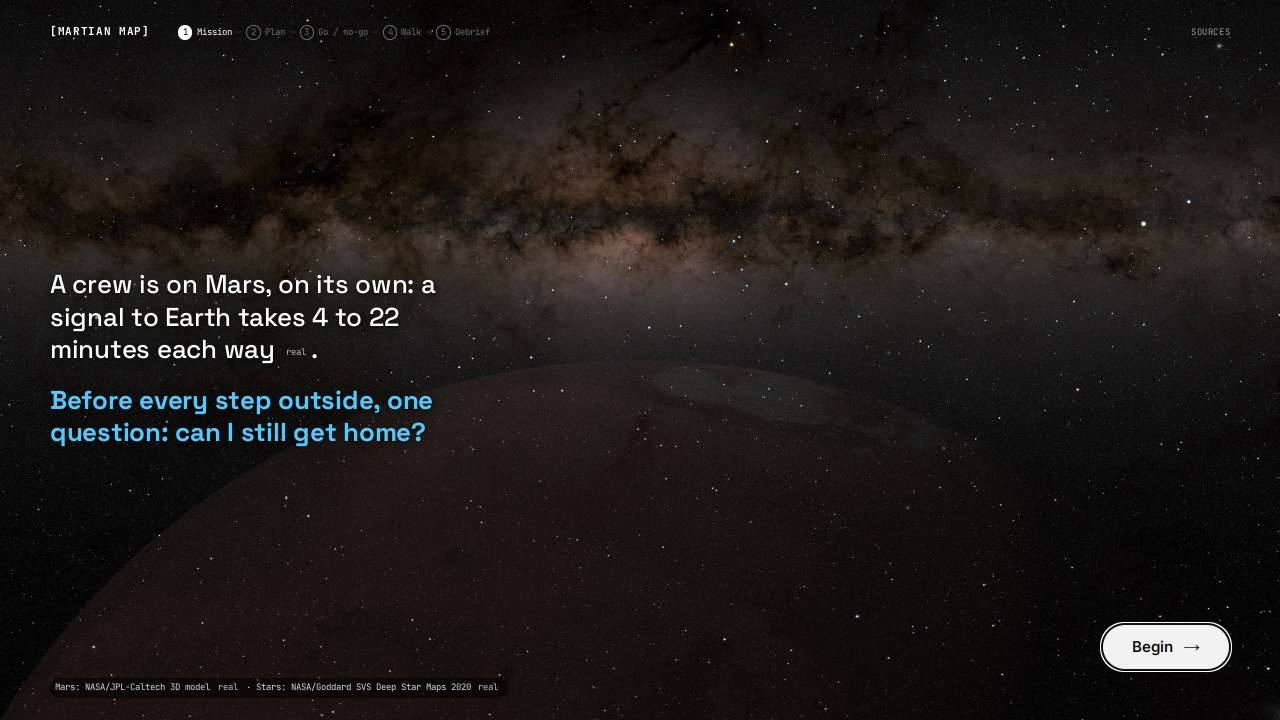 [MARTIAN MAP]
1 Mission
2 Plan
3 Go / no-go
4 Walk
5 Debrief
SOURCES
A crew is on Mars, on its own: a
signal to Earth takes 4 to 22
minutes each way real .
Before every step outside, one
question: can I still get home?
Begin →
Mars: NASA/JPL-Caltech 3D model real · Stars: NASA/Goddard SVS Deep Star Maps 2020 real